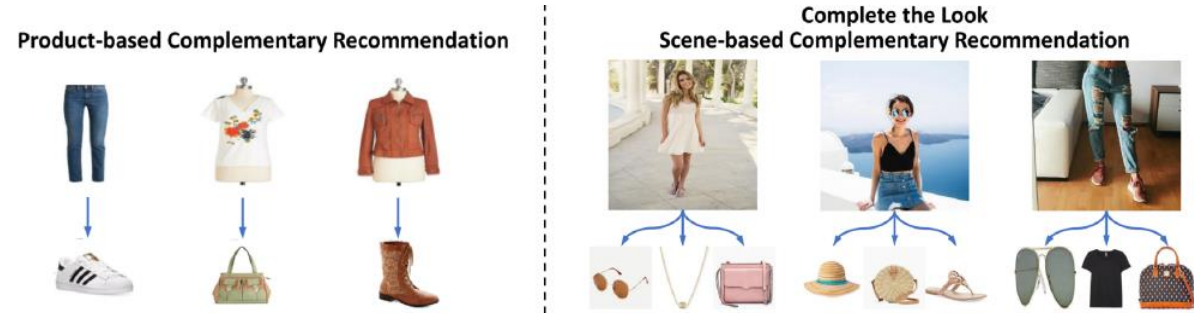 Product-based Complementary Recommendation
Complete the Look
Scene-based Complementary Recommendation